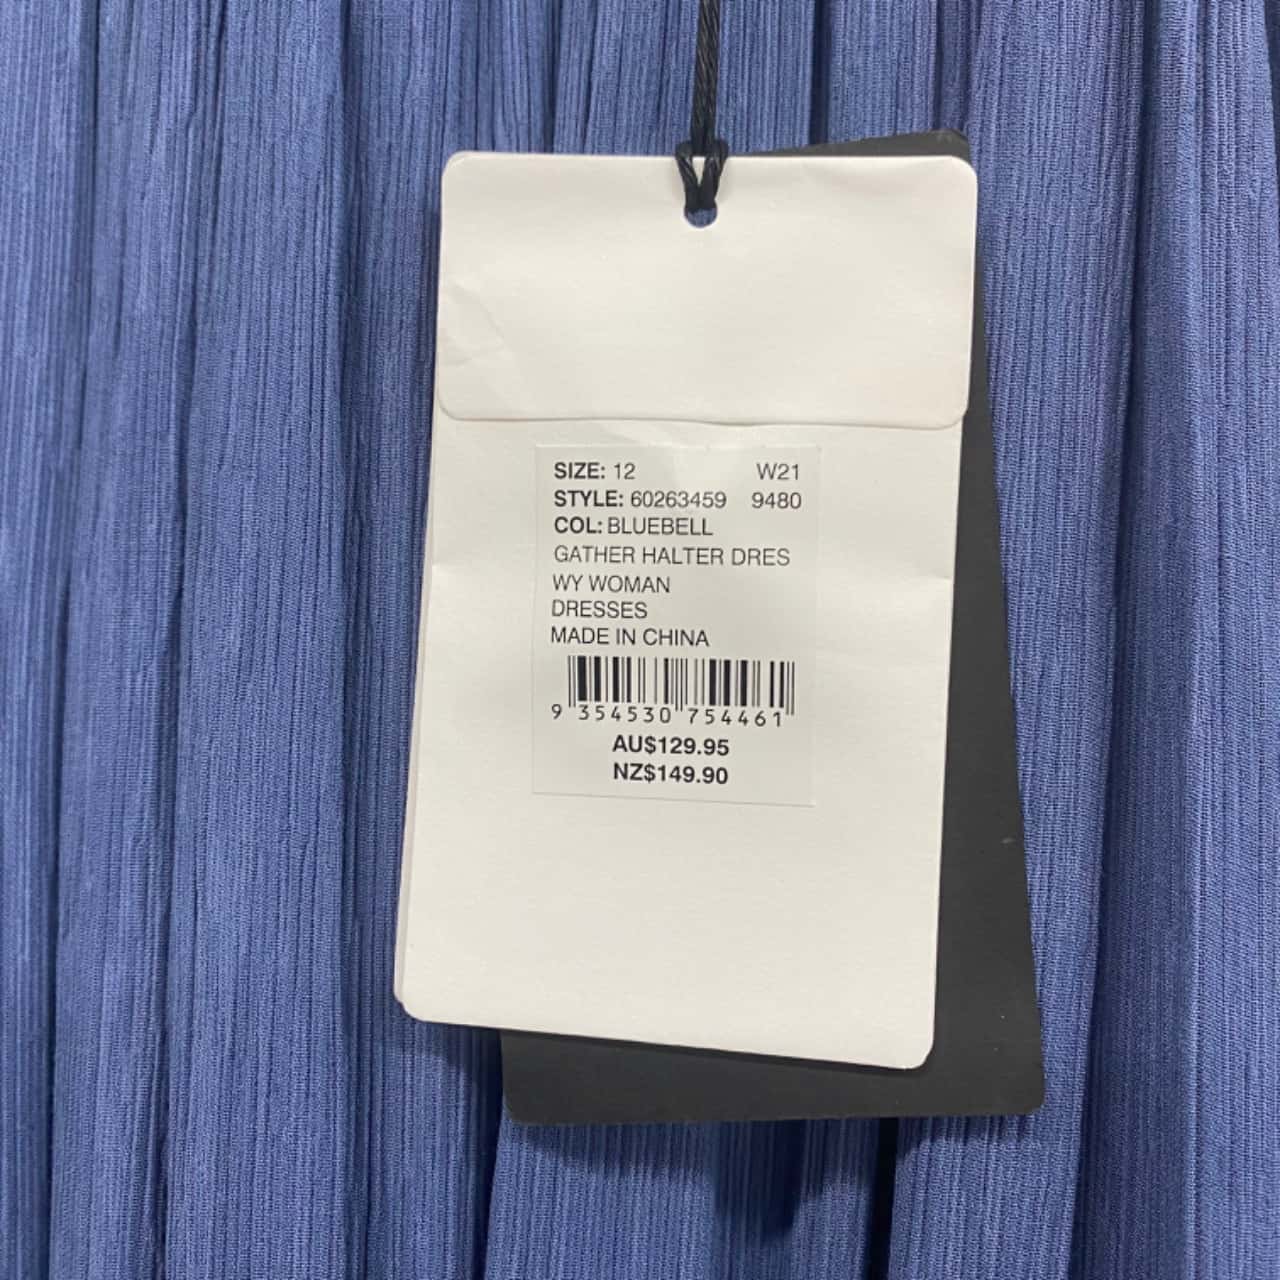 SIZE: 12 W21
STYLE: 60263459 9480
COL: BLUEBELL
GATHER HALTER DRES
WY WOMAN
DRESSES
MADE IN CHINA
9 354530 754461
AU$129.95
NZ$149.90